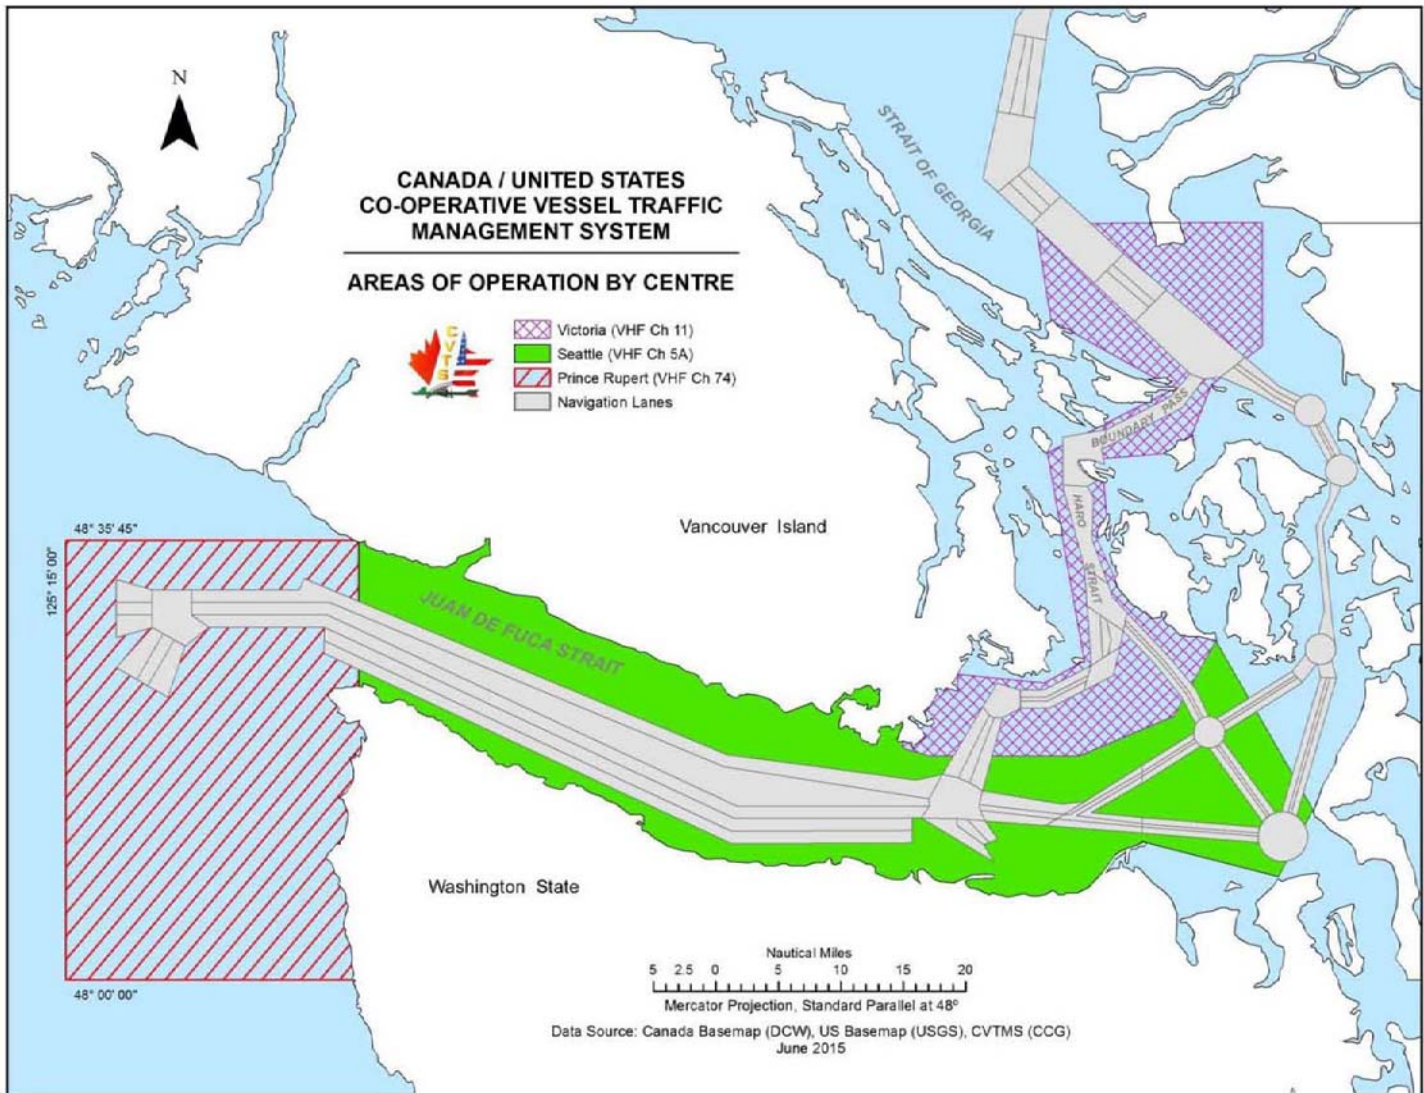 N
CANADA / UNITED STATES
CO-OPERATIVE VESSEL TRAFFIC
MANAGEMENT SYSTEM
AREAS OF OPERATION BY CENTRE
CVTS
Victoria (VHF Ch 11)
Seattle (VHF Ch 5A)
Prince Rupert (VHF Ch 74)
Navigation Lanes
STRAIT OF GEORGIA
BOUNDARY PASS
HARO STRAIT
Vancouver Island
48° 35' 45"
125° 15' 00"
JUAN DE FUCA STRAIT
Washington State
48° 00' 00"
Nautical Miles
5 2.5 0 5 10 15 20
Mercator Projection, Standard Parallel at 48º
Data Source: Canada Basemap (DCW), US Basemap (USGS), CVTMS (CCG)
June 2015